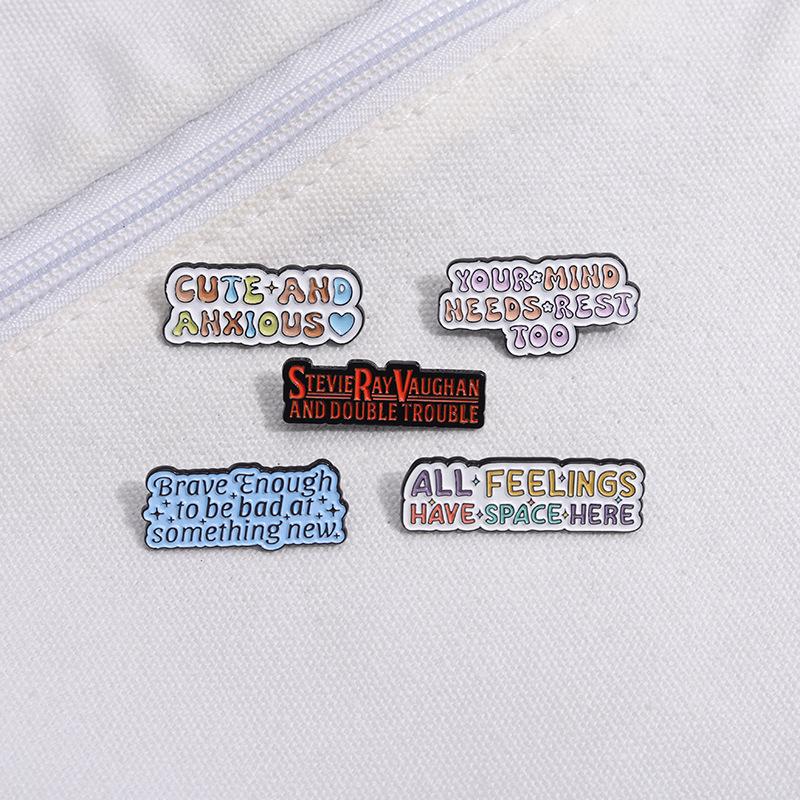 CUTE AND
ANXIOUS
YOUR MIND
NEEDS REST
TOO
STEVIE RAY VAUGHAN
AND DOUBLE TROUBLE
Brave Enough
to be bad at
something new.
ALL FEELINGS
HAVE SPACE HERE